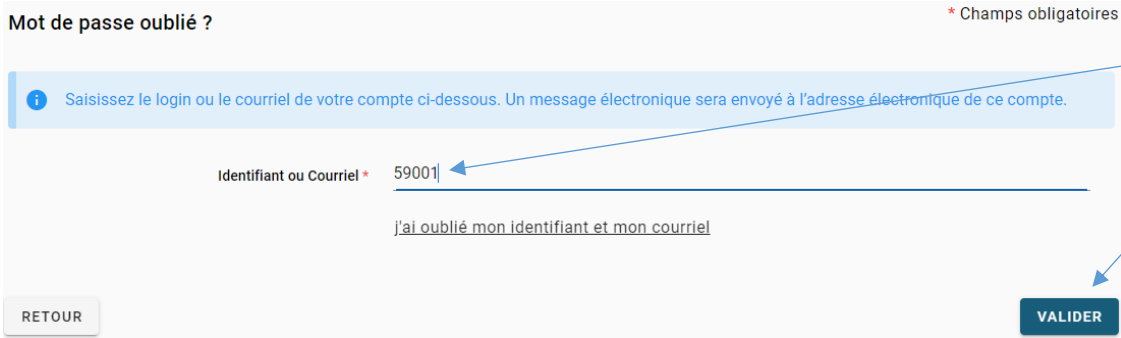 Mot de passe oublié ?
* Champs obligatoires
Saisissez le login ou le courriel de votre compte ci-dessous. Un message électronique sera envoyé à l'adresse électronique de ce compte.
Identifiant ou Courriel * 59001
j'ai oublié mon identifiant et mon courriel
RETOUR
VALIDER